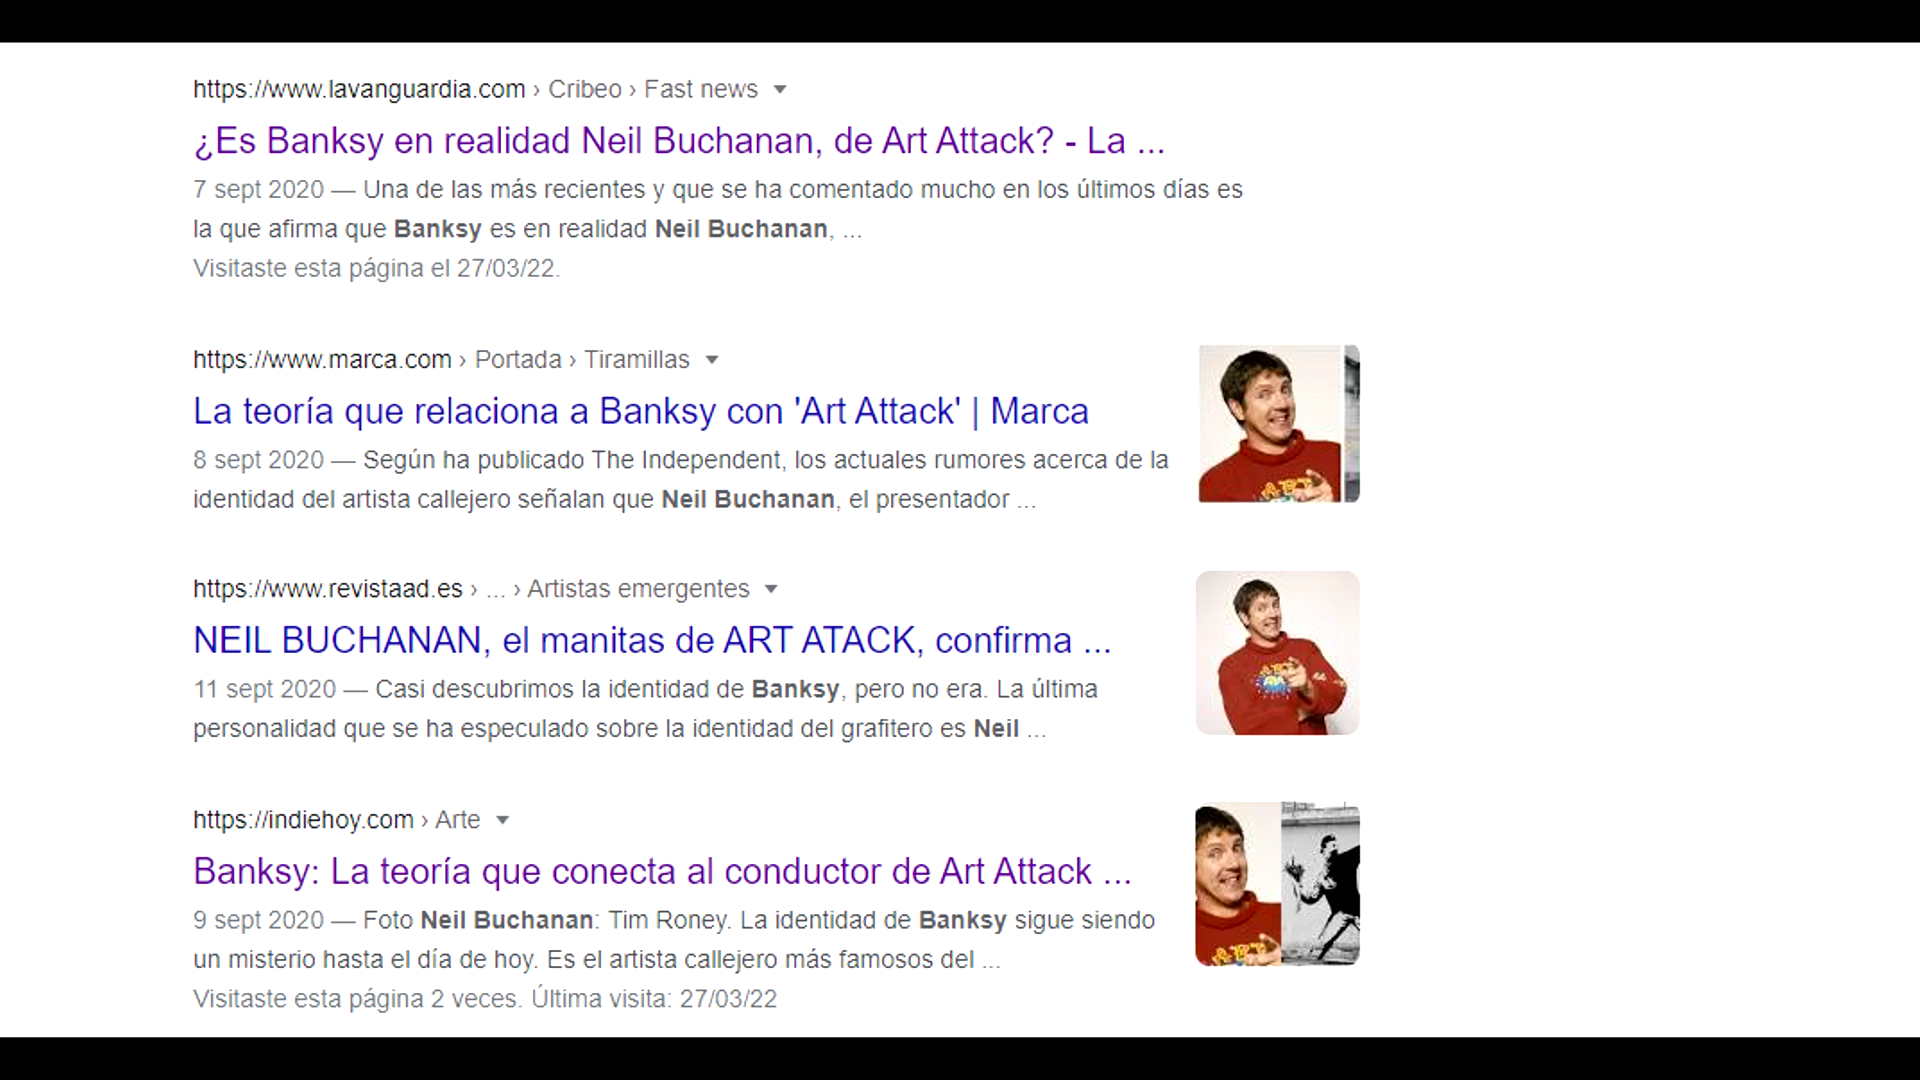 https://www.lavanguardia.com › Cribeo › Fast news
¿Es Banksy en realidad Neil Buchanan, de Art Attack? - La ...
7 sept 2020 — Una de las más recientes y que se ha comentado mucho en los últimos días es
la que afirma que Banksy es en realidad Neil Buchanan, ...
Visitaste esta página el 27/03/22.
https://www.marca.com › Portada › Tiramillas
La teoría que relaciona a Banksy con 'Art Attack' | Marca
8 sept 2020 — Según ha publicado The Independent, los actuales rumores acerca de la
identidad del artista callejero señalan que Neil Buchanan, el presentador ...
https://www.revistaad.es › ... › Artistas emergentes
NEIL BUCHANAN, el manitas de ART ATACK, confirma ...
11 sept 2020 — Casi descubrimos la identidad de Banksy, pero no era. La última
personalidad que se ha especulado sobre la identidad del grafitero es Neil ...
https://indiehoy.com › Arte
Banksy: La teoría que conecta al conductor de Art Attack ...
9 sept 2020 — Foto Neil Buchanan: Tim Roney. La identidad de Banksy sigue siendo
un misterio hasta el día de hoy. Es el artista callejero más famosos del ...
Visitaste esta página 2 veces. Última visita: 27/03/22